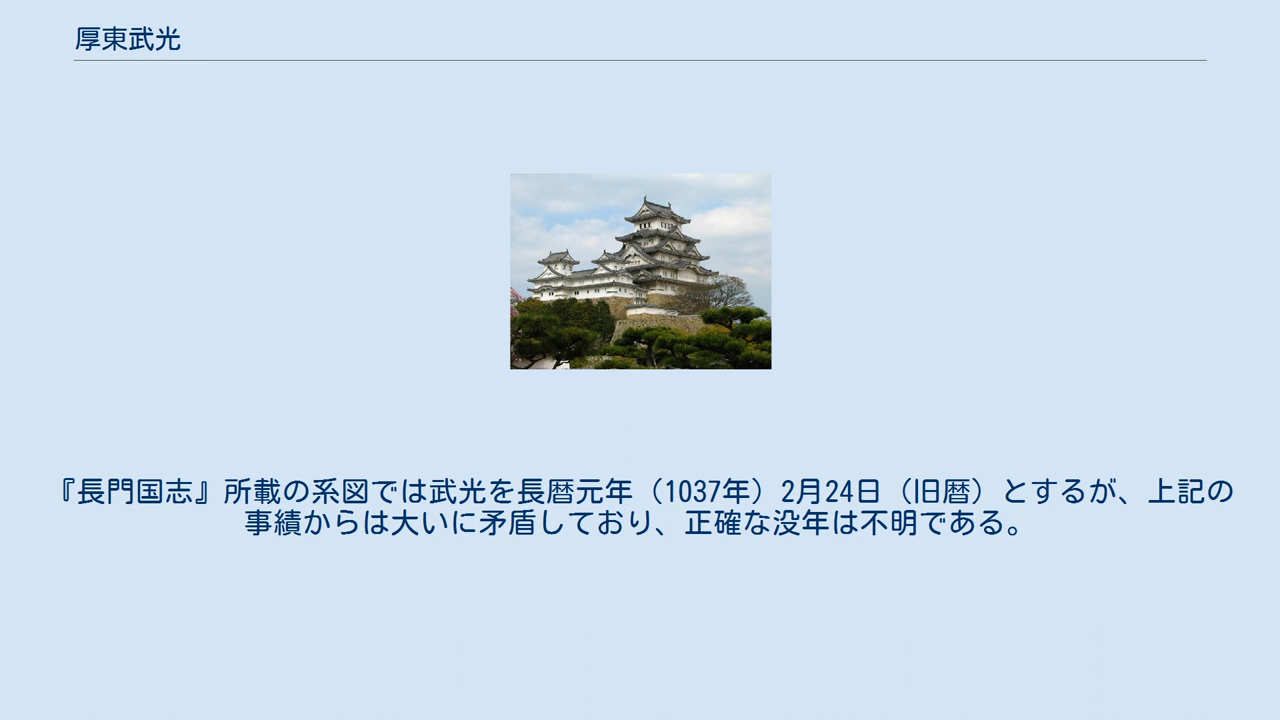 厚東武光
『長門国志』所載の系図では武光を長暦元年（1037年）2月24日（旧暦）とするが、上記の
事績からは大いに矛盾しており、正確な没年は不明である。